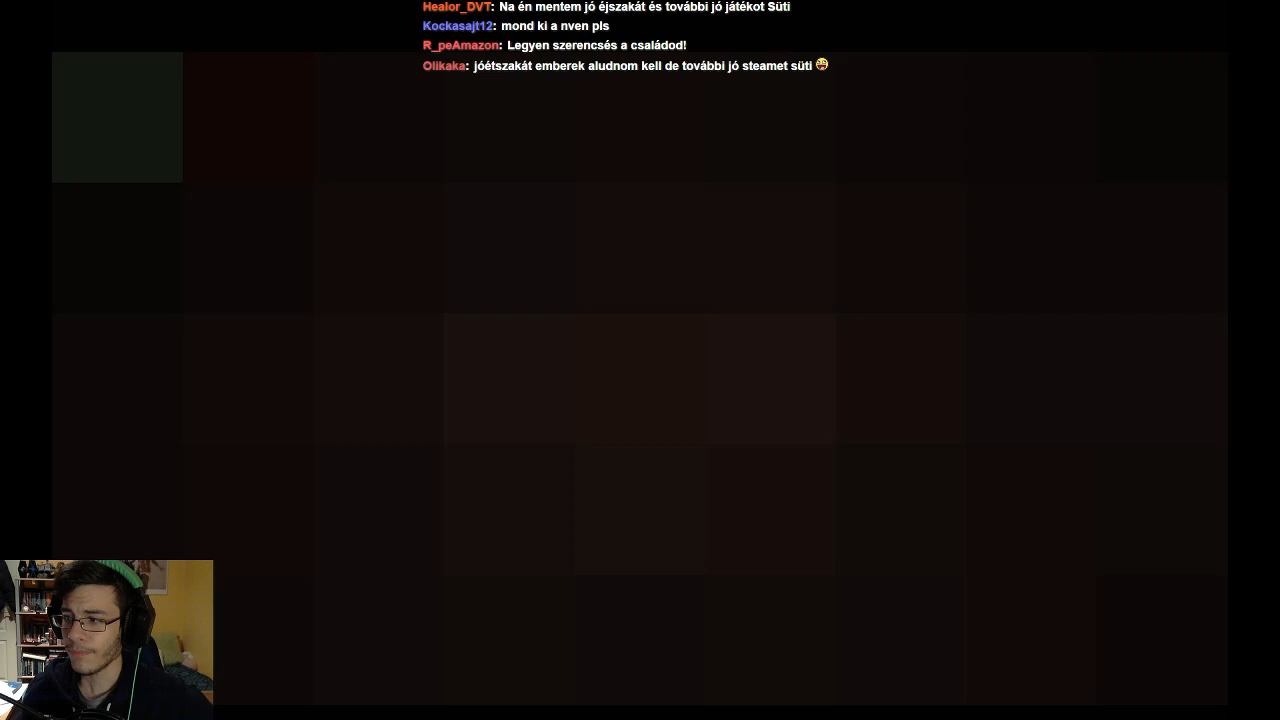 Healor_DVT: Na én mentem jó éjszakát és további jó játékot Süti
Kockasajt12: mond ki a nven pls
R_peAmazon: Legyen szerencsés a családod!
Olikaka: jóétszakát emberek aludnom kell de további jó steamet süti 😜